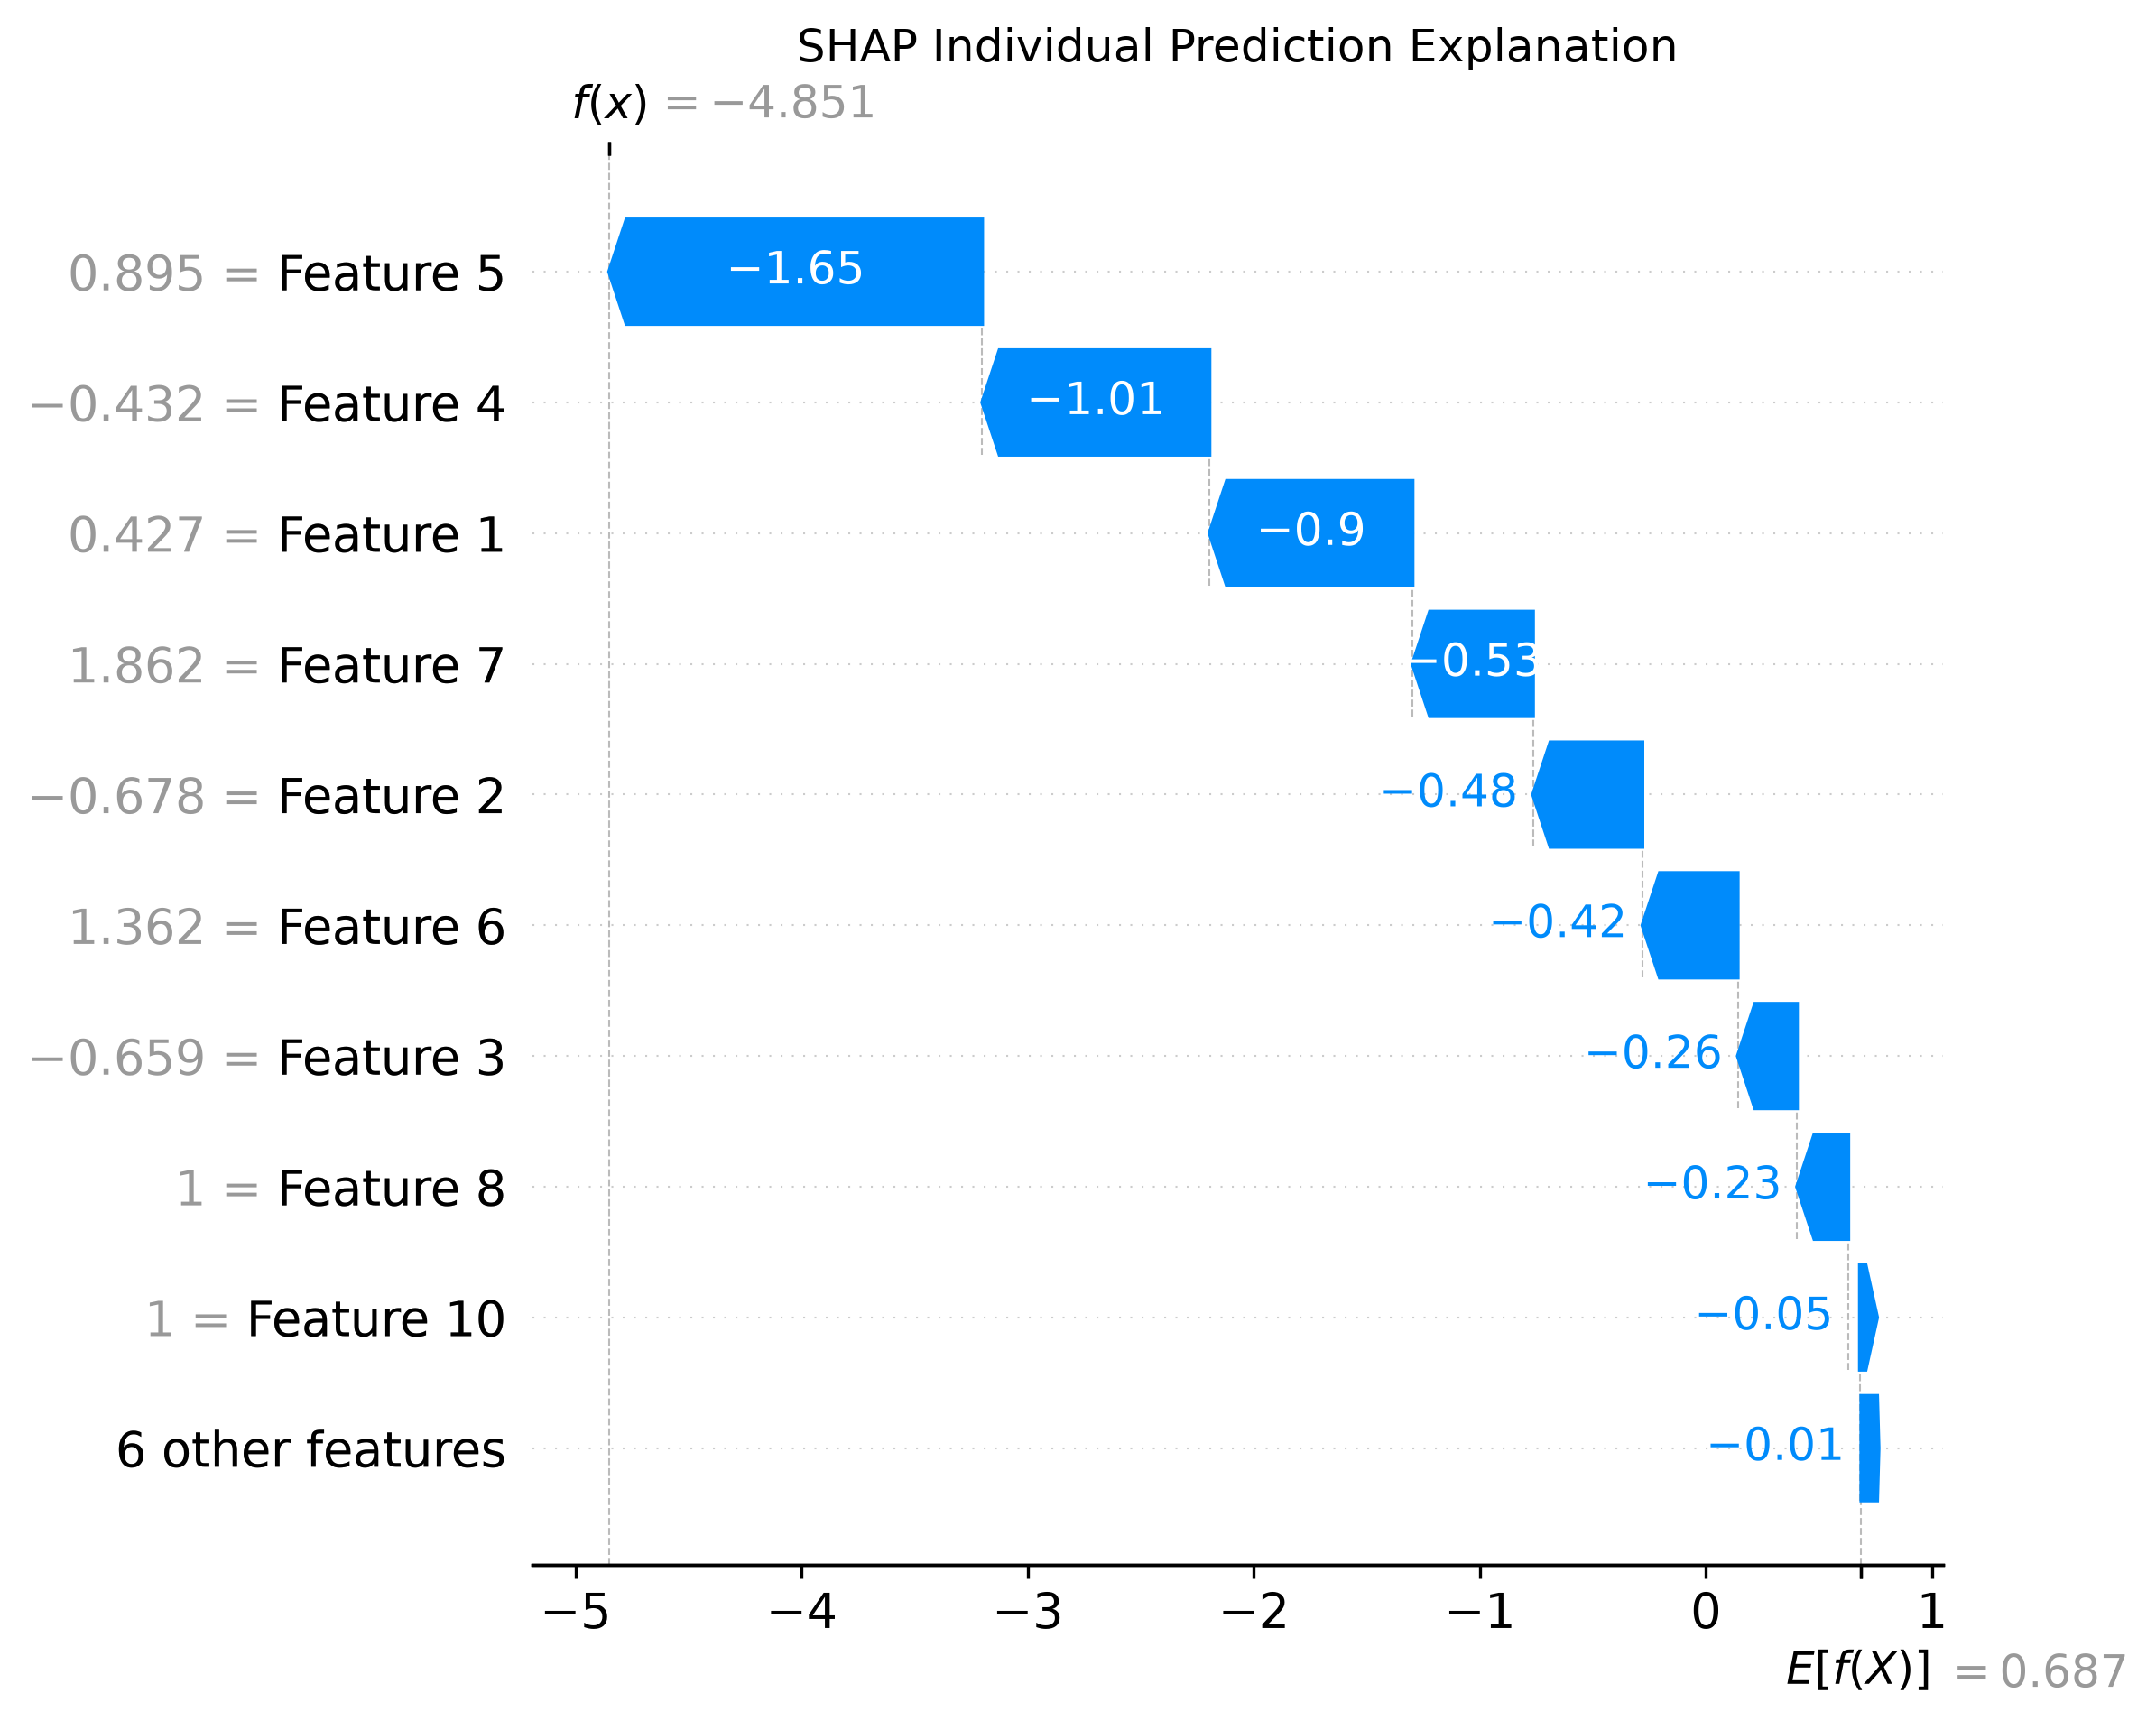 SHAP Individual Prediction Explanation
f(x) = −4.851
0.895 = Feature 5
−1.65
−0.432 = Feature 4
−1.01
0.427 = Feature 1
−0.9
1.862 = Feature 7
−0.53
−0.678 = Feature 2
−0.48
1.362 = Feature 6
−0.42
−0.659 = Feature 3
−0.26
1 = Feature 8
−0.23
1 = Feature 10
−0.05
6 other features
−0.01
−5 −4 −3 −2 −1 0 1
E[f(X)] = 0.687